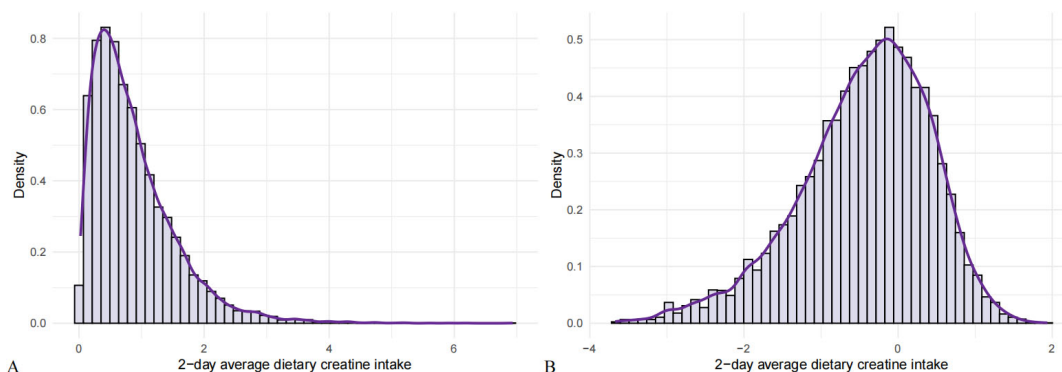 0.8
0.6
0.4
0.2
0.0
Density
0 2 4 6
2−day average dietary creatine intake
A
0.5
0.4
0.3
0.2
0.1
0.0
Density
−4 −2 0 2
2−day average dietary creatine intake
B